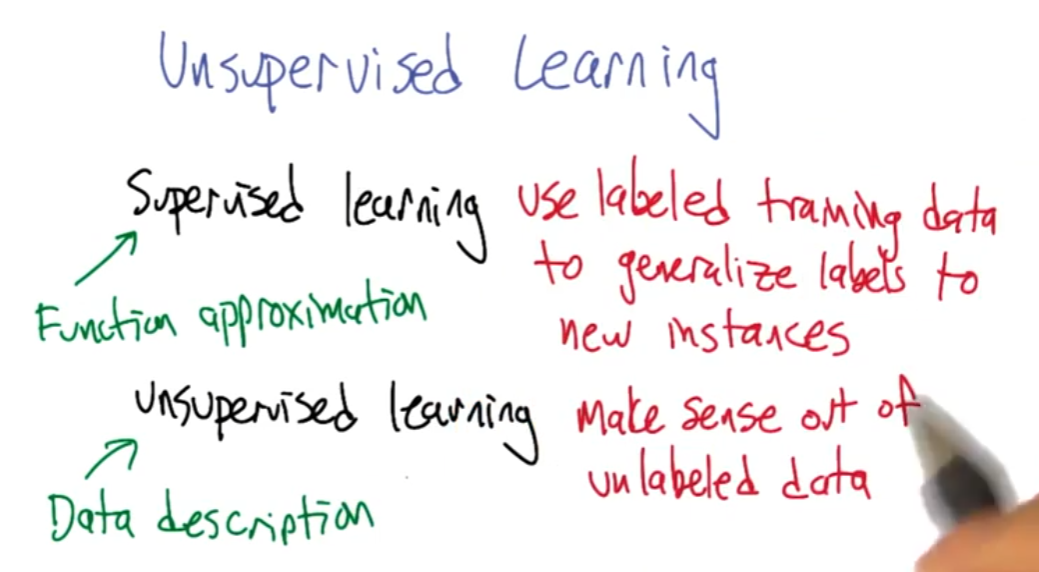 Unsupervised Learning
Supervised learning
use labeled training data
to generalize labels to
new instances
Function approximation
unsupervised learning
make sense out of
unlabeled data
Data description